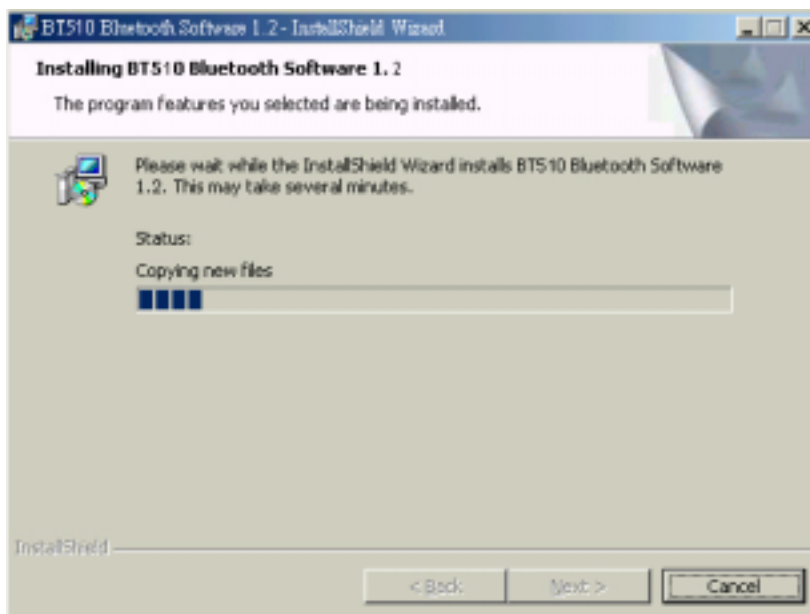 BT510 Bluetooth Software 1.2 - InstallShield Wizard
Installing BT510 Bluetooth Software 1. 2
The program features you selected are being installed.
Please wait while the InstallShield Wizard installs BT510 Bluetooth Software
1.2. This may take several minutes.
Status:
Copying new files
InstallShield
< Back
Next >
Cancel